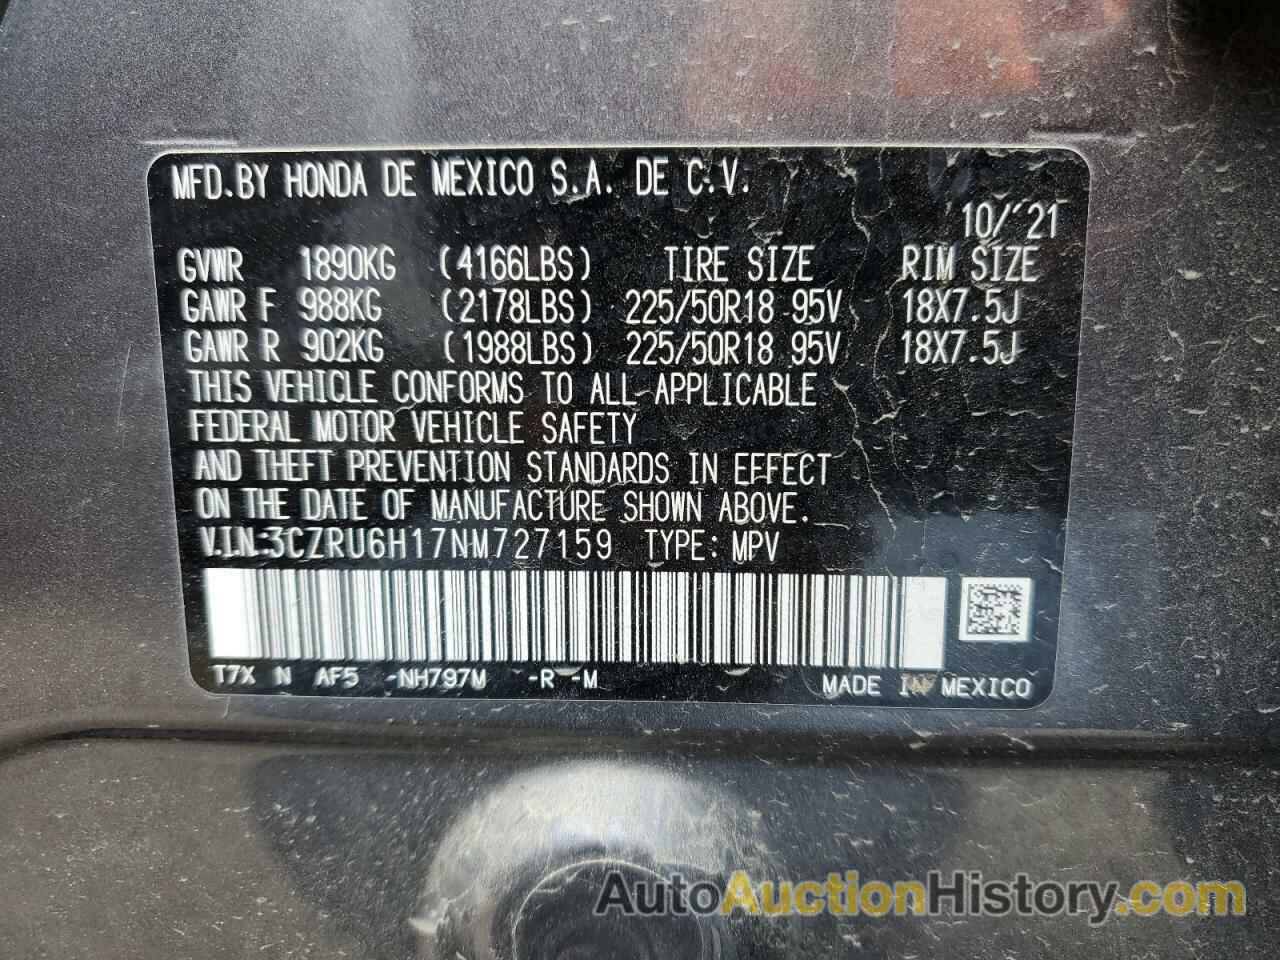 MFD.BY HONDA DE MEXICO S.A. DE C.V.
10/'21
GVWR 1890KG (4166LBS) TIRE SIZE RIM SIZE
GAWR F 988KG (2178LBS) 225/50R18 95V 18X7.5J
GAWR R 902KG (1988LBS) 225/50R18 95V 18X7.5J
THIS VEHICLE CONFORMS TO ALL APPLICABLE
FEDERAL MOTOR VEHICLE SAFETY
AND THEFT PREVENTION STANDARDS IN EFFECT
ON THE DATE OF MANUFACTURE SHOWN ABOVE.
V.I.N:3CZRU6H17NM727159 TYPE: MPV
T7X N AF5 -NH797M -R -M MADE IN MEXICO
AutoAuctionHistory.com